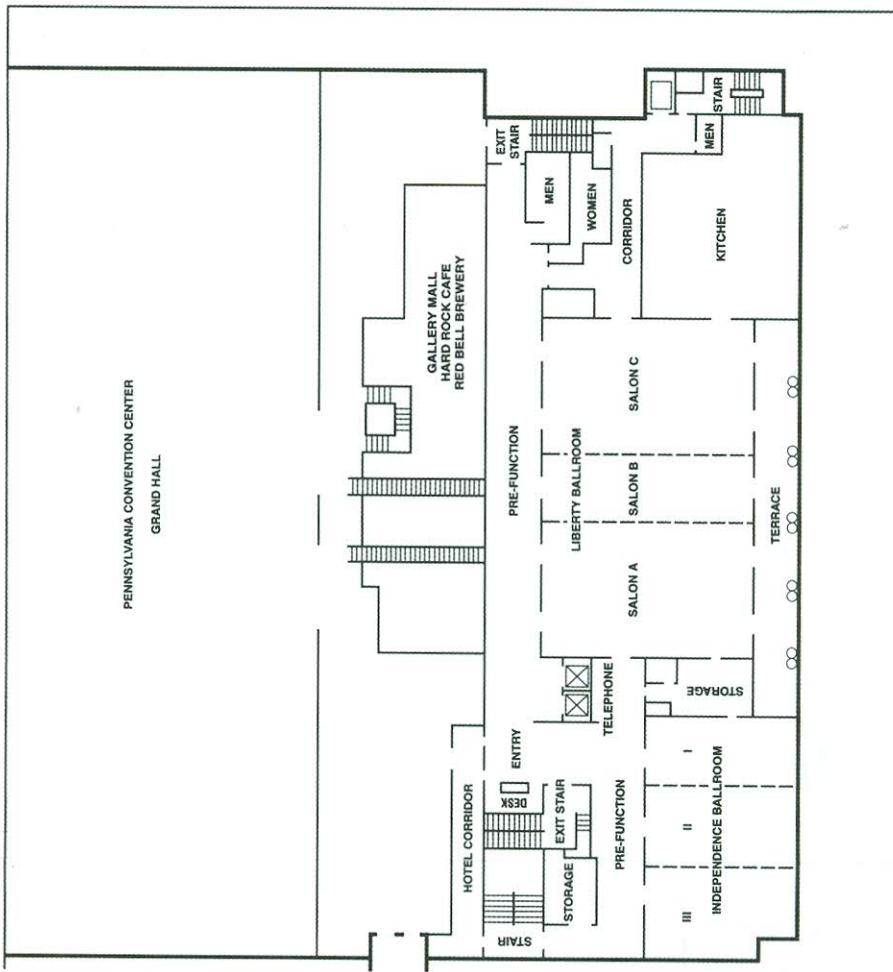 PENNSYLVANIA CONVENTION CENTER
GRAND HALL
GALLERY MALL
HARD ROCK CAFE
RED BELL BREWERY
EXIT
STAIR
MEN
WOMEN
STAIR
MEN
CORRIDOR
KITCHEN
PRE-FUNCTION
LIBERTY BALLROOM
SALON C
SALON B
SALON A
TERRACE
TELEPHONE
STORAGE
ENTRY
DESK
HOTEL CORRIDOR
EXIT STAIR
STORAGE
STAIR
PRE-FUNCTION
I
II
III
INDEPENDENCE BALLROOM